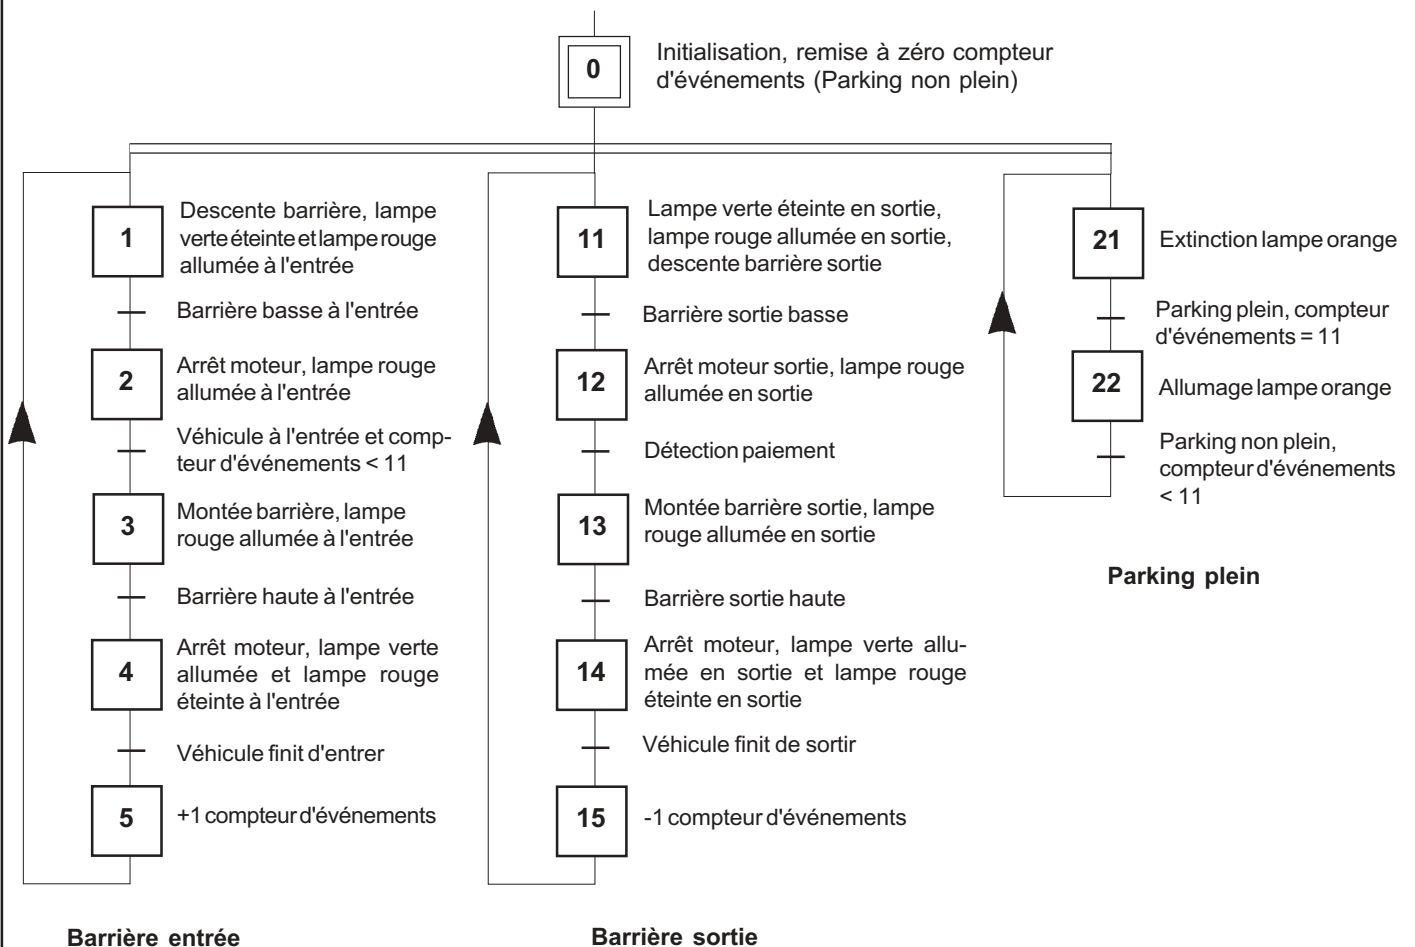 0
Initialisation, remise à zéro compteur
d'événements (Parking non plein)
1
Descente barrière, lampe
verte éteinte et lampe rouge
allumée à l'entrée
Barrière basse à l'entrée
2
Arrêt moteur, lampe rouge
allumée à l'entrée
Véhicule à l'entrée et comp-
teur d'événements < 11
3
Montée barrière, lampe
rouge allumée à l'entrée
Barrière haute à l'entrée
4
Arrêt moteur, lampe verte
allumée et lampe rouge
éteinte à l'entrée
Véhicule finit d'entrer
5
+1 compteur d'événements
Barrière entrée
11
Lampe verte éteinte en sortie,
lampe rouge allumée en sortie,
descente barrière sortie
Barrière sortie basse
12
Arrêt moteur sortie, lampe rouge
allumée en sortie
Détection paiement
13
Montée barrière sortie, lampe
rouge allumée en sortie
Barrière sortie haute
14
Arrêt moteur, lampe verte allu-
mée en sortie et lampe rouge
éteinte en sortie
Véhicule finit de sortir
15
-1 compteur d'événements
Barrière sortie
21
Extinction lampe orange
Parking plein, compteur
d'événements = 11
22
Allumage lampe orange
Parking non plein,
compteur d'événements
< 11
Parking plein